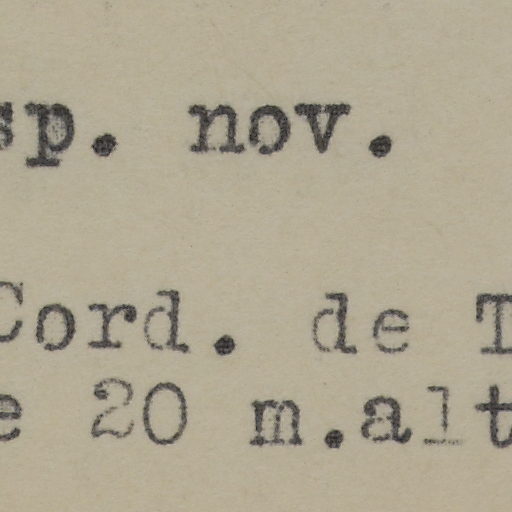 sp. nov.
Cord. de T
e 20 m.alt